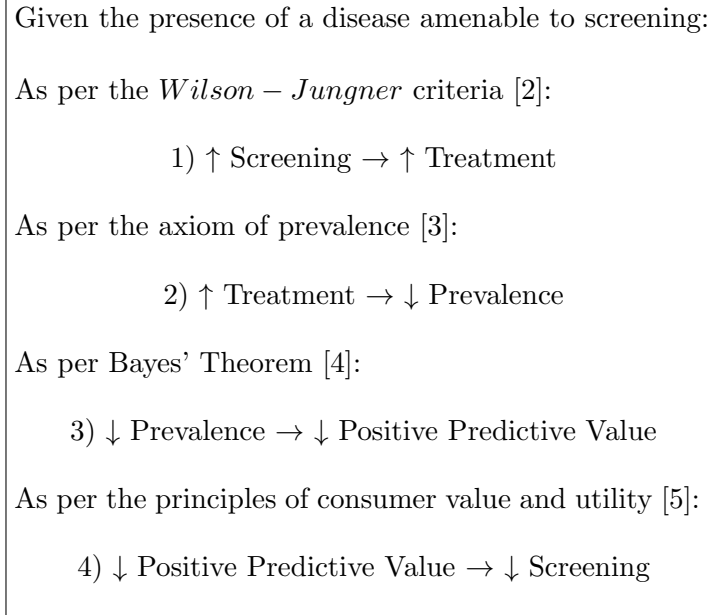 Given the presence of a disease amenable to screening:
As per the Wilson – Jungner criteria [2]:
1) ↑ Screening → ↑ Treatment
As per the axiom of prevalence [3]:
2) ↑ Treatment → ↓ Prevalence
As per Bayes’ Theorem [4]:
3) ↓ Prevalence → ↓ Positive Predictive Value
As per the principles of consumer value and utility [5]:
4) ↓ Positive Predictive Value → ↓ Screening